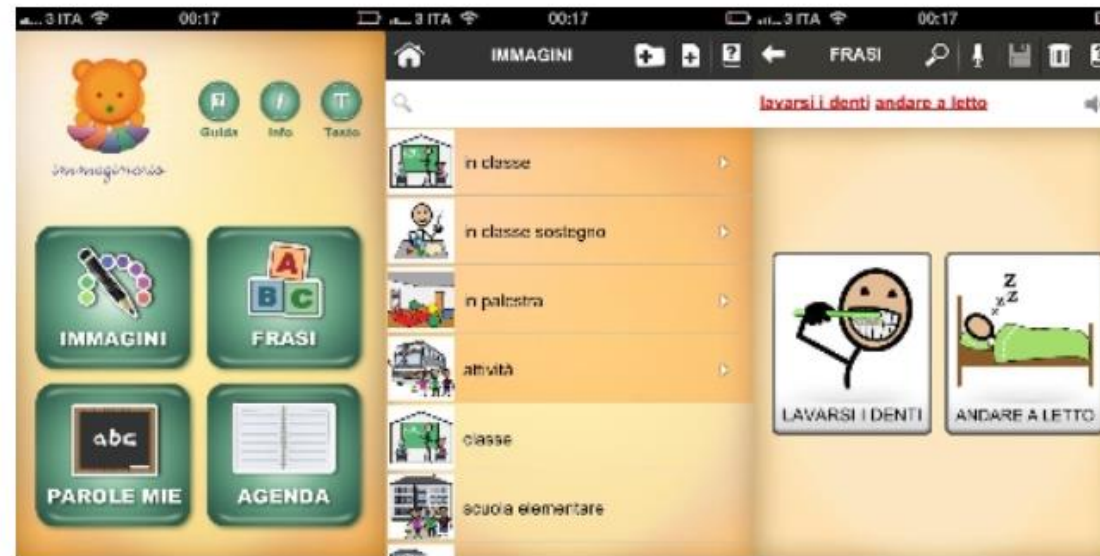 3 ITA 00:17
Guida Info Testo
immaginario
IMMAGINI FRASI
abc
PAROLE MIE AGENDA
3 ITA 00:17
IMMAGINI
in classe
in classe sostegno
in palestra
attività
classe
scuola elementare
3 ITA 00:17
FRASI
lavarsi i denti andare a letto
z z z
LAVARSI I DENTI ANDARE A LETTO